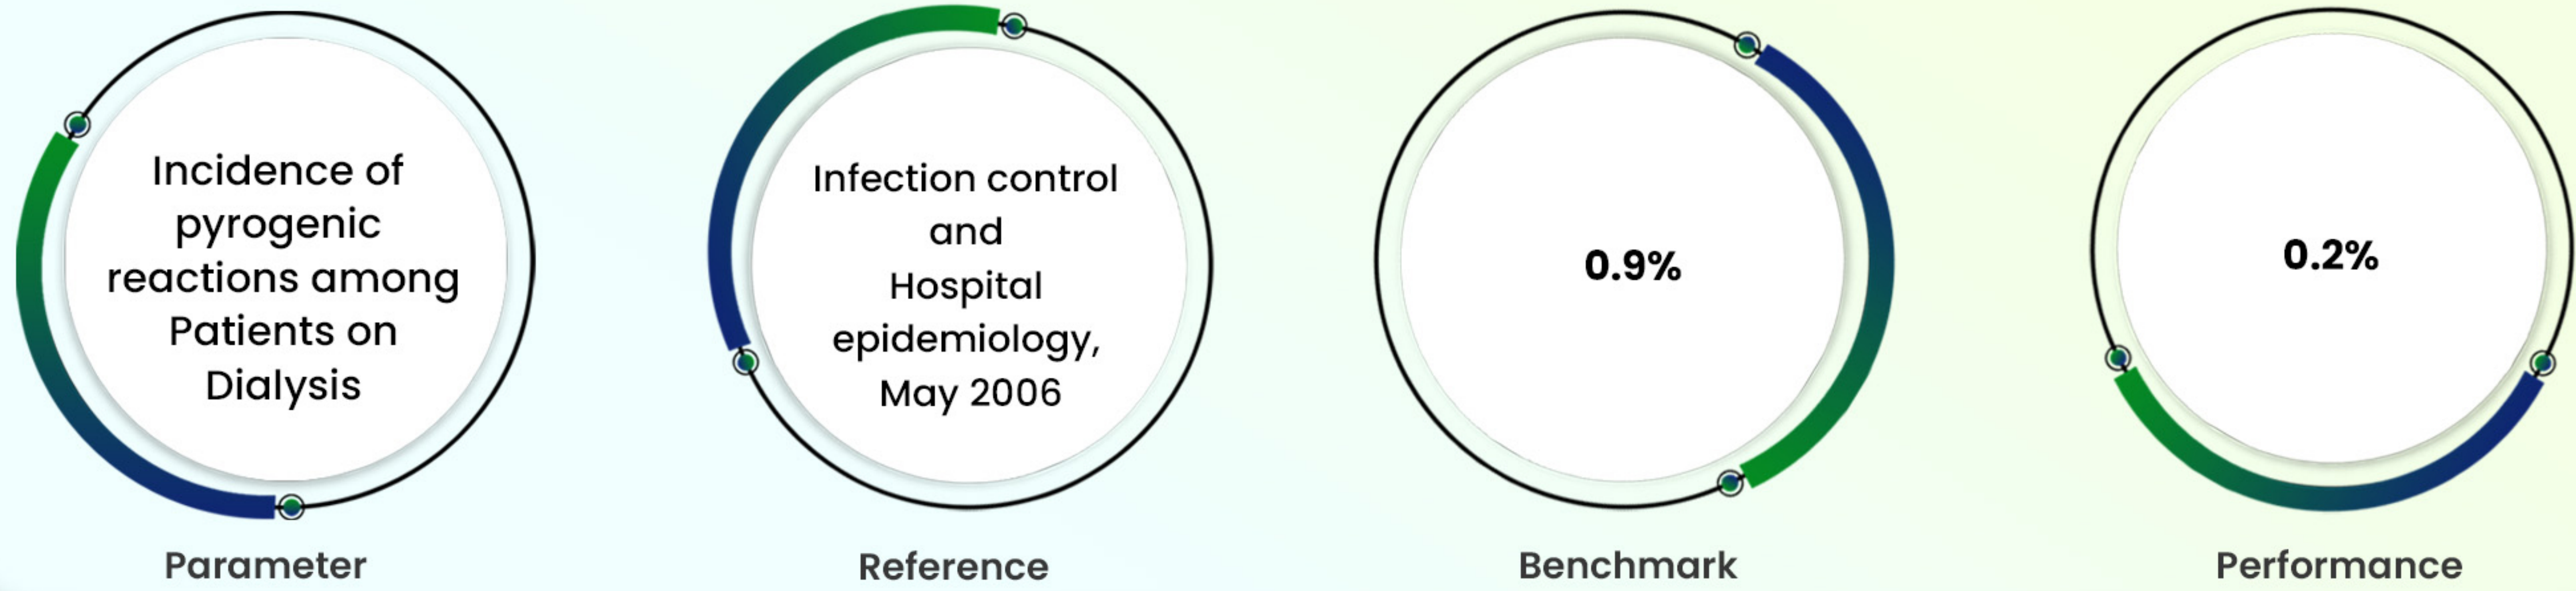 Incidence of
pyrogenic
reactions among
Patients on
Dialysis
Parameter
Infection control
and
Hospital
epidemiology,
May 2006
Reference
0.9%
Benchmark
0.2%
Performance